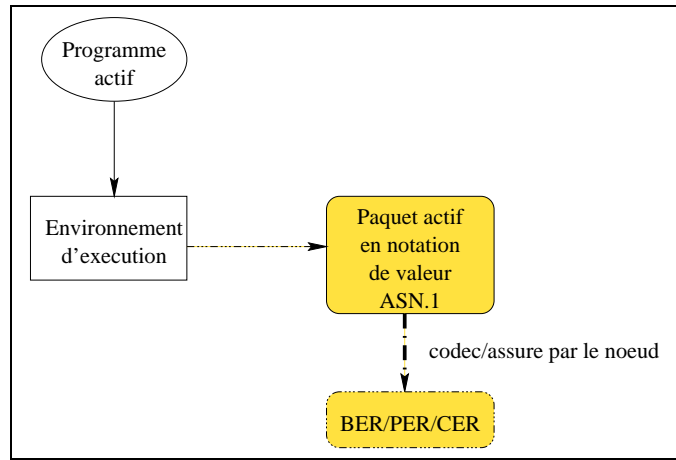 Programme
actif
Environnement
d'execution
Paquet actif
en notation
de valeur
ASN.1
codec/assure par le noeud
BER/PER/CER